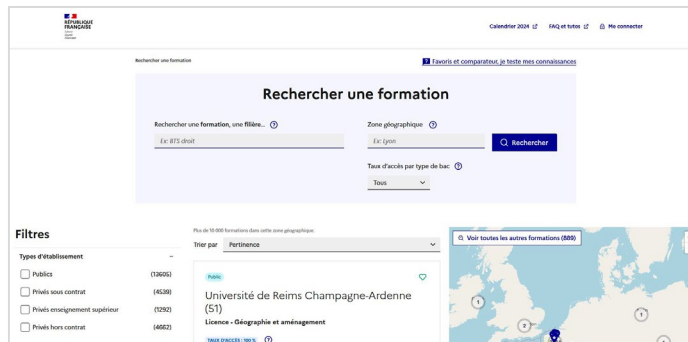 RÉPUBLIQUE
FRANÇAISE
Calendrier 2024
FAQ et tutos
Me connecter
Rechercher une formation
? Favoris et comparateur, je teste mes connaissances
Rechercher une formation
Rechercher une formation, une filière... ?
Zone géographique ?
Ex: BTS droit
Ex: Lyon
Rechercher
Taux d'accès par type de bac ?
Tous
Filtres
Plus de 10 000 formations dans cette zone géographique
Trier par Pertinence
Voir toutes les autres formations (889)
Types d'établissement -
Publics (13605)
Privés sous contrat (4539)
Privés enseignement supérieur (1292)
Privés hors contrat (4662)
Public
Université de Reims Champagne-Ardenne
(51)
Licence - Géographie et aménagement
TAUX D'ACCÈS : 100 % ?
1
2
1